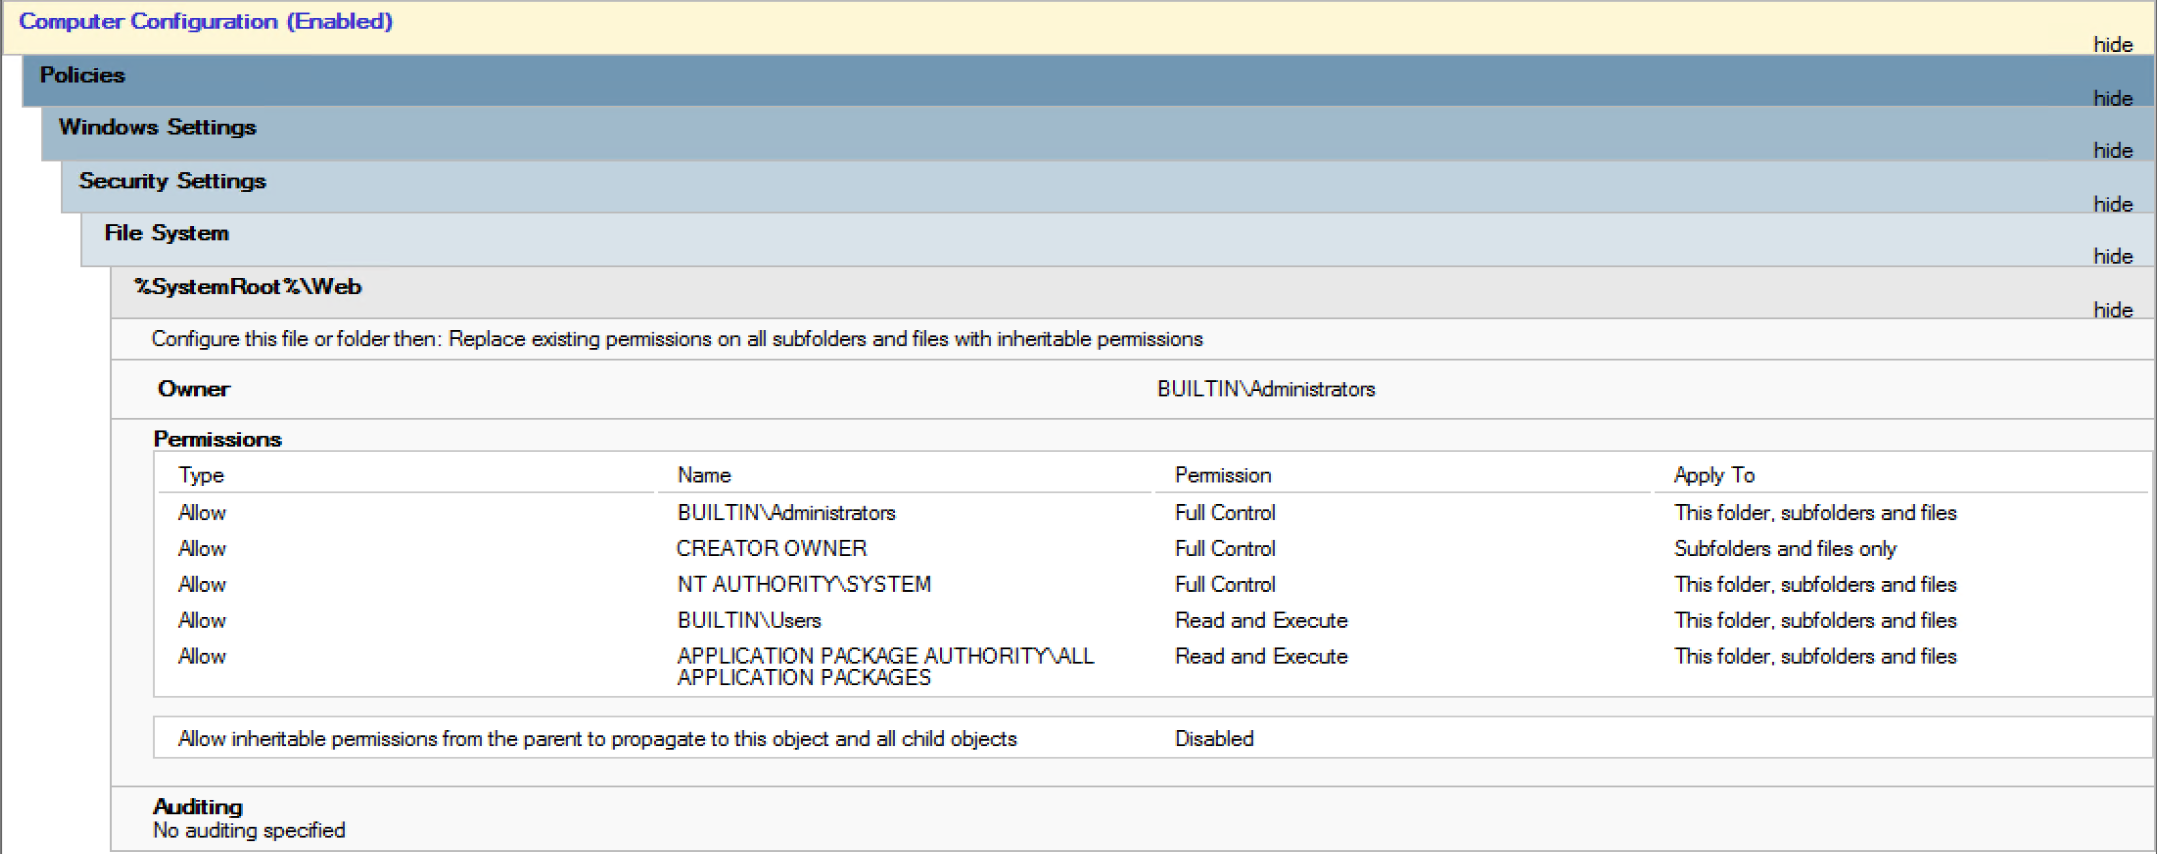 Computer Configuration (Enabled)
hide
Policies
hide
Windows Settings
hide
Security Settings
hide
File System
hide
%SystemRoot%\Web
hide
Configure this file or folder then: Replace existing permissions on all subfolders and files with inheritable permissions
Owner BUILTIN\Administrators
Permissions
Type Name Permission Apply To
Allow BUILTIN\Administrators Full Control This folder, subfolders and files
Allow CREATOR OWNER Full Control Subfolders and files only
Allow NT AUTHORITY\SYSTEM Full Control This folder, subfolders and files
Allow BUILTIN\Users Read and Execute This folder, subfolders and files
Allow APPLICATION PACKAGE AUTHORITY\ALL Read and Execute This folder, subfolders and files
APPLICATION PACKAGES
Allow inheritable permissions from the parent to propagate to this object and all child objects Disabled
Auditing
No auditing specified